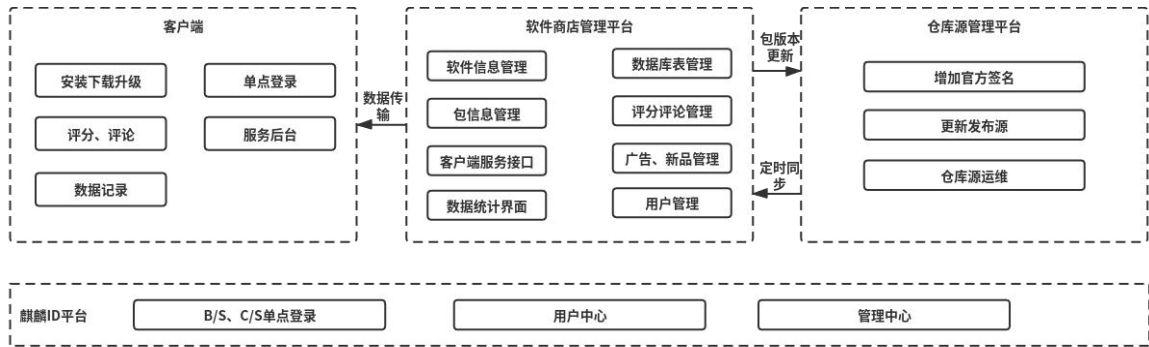 客户端
安装下载升级
单点登录
评分、评论
服务后台
数据记录
数据传
输
软件商店管理平台
软件信息管理
数据库表管理
包信息管理
评分评论管理
客户端服务接口
广告、新品管理
数据统计界面
用户管理
包版本
更新
定时同
步
仓库源管理平台
增加官方签名
更新发布源
仓库源运维
麒麟ID平台
B/S、C/S单点登录
用户中心
管理中心